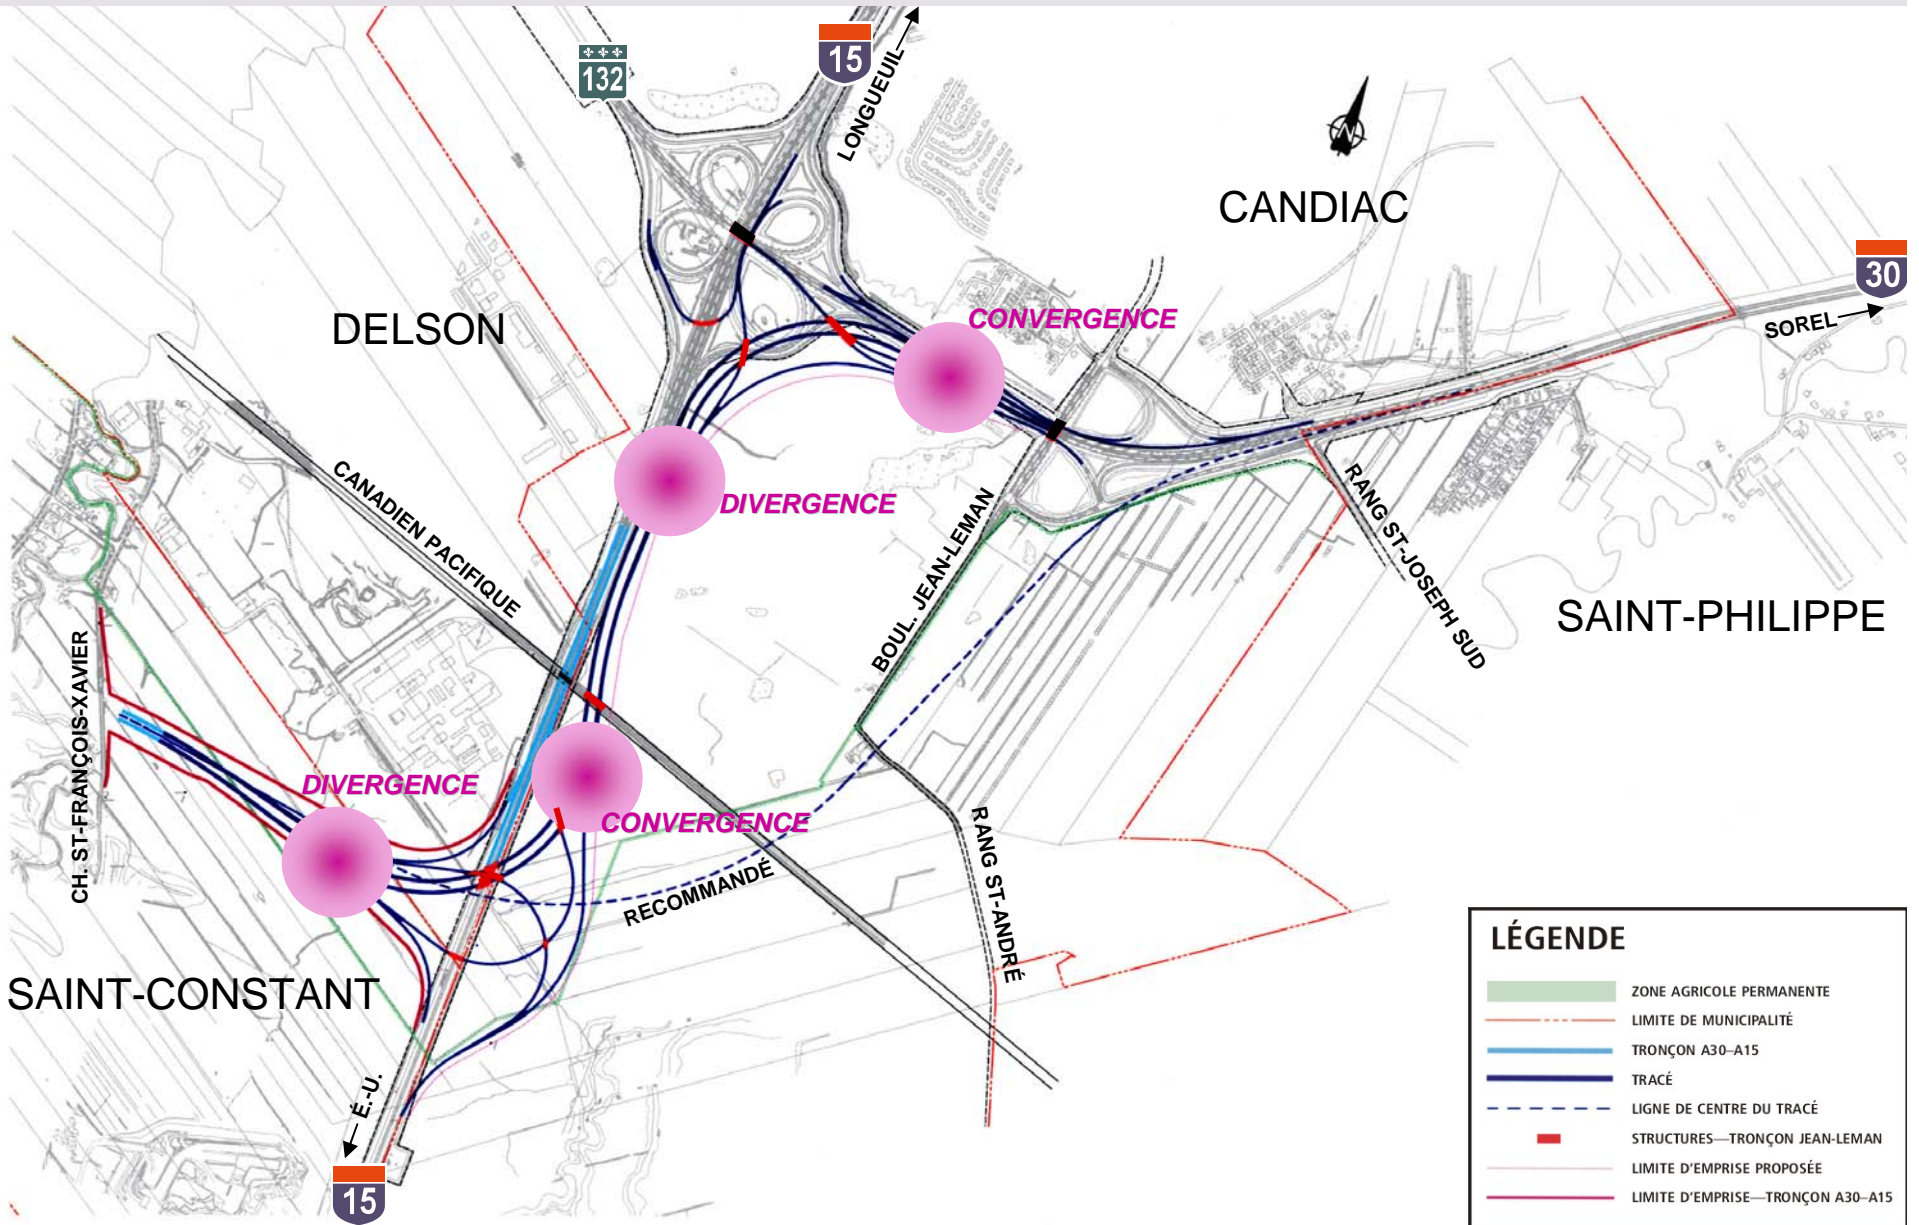 132
15
LONGUEUIL
CANDIAC
30
SOREL
DELSON
CONVERGENCE
DIVERGENCE
CANADIEN PACIFIQUE
BOUL. JEAN-LEMAN
RANG ST-JOSEPH SUD
SAINT-PHILIPPE
CH. ST-FRANÇOIS-XAVIER
DIVERGENCE
CONVERGENCE
RECOMMANDÉ
RANG ST-ANDRÉ
SAINT-CONSTANT
É.-U.
15
LÉGENDE
ZONE AGRICOLE PERMANENTE
LIMITE DE MUNICIPALITÉ
TRONÇON A30–A15
TRACÉ
LIGNE DE CENTRE DU TRACÉ
STRUCTURES—TRONÇON JEAN-LEMAN
LIMITE D'EMPRISE PROPOSÉE
LIMITE D'EMPRISE—TRONÇON A30–A15